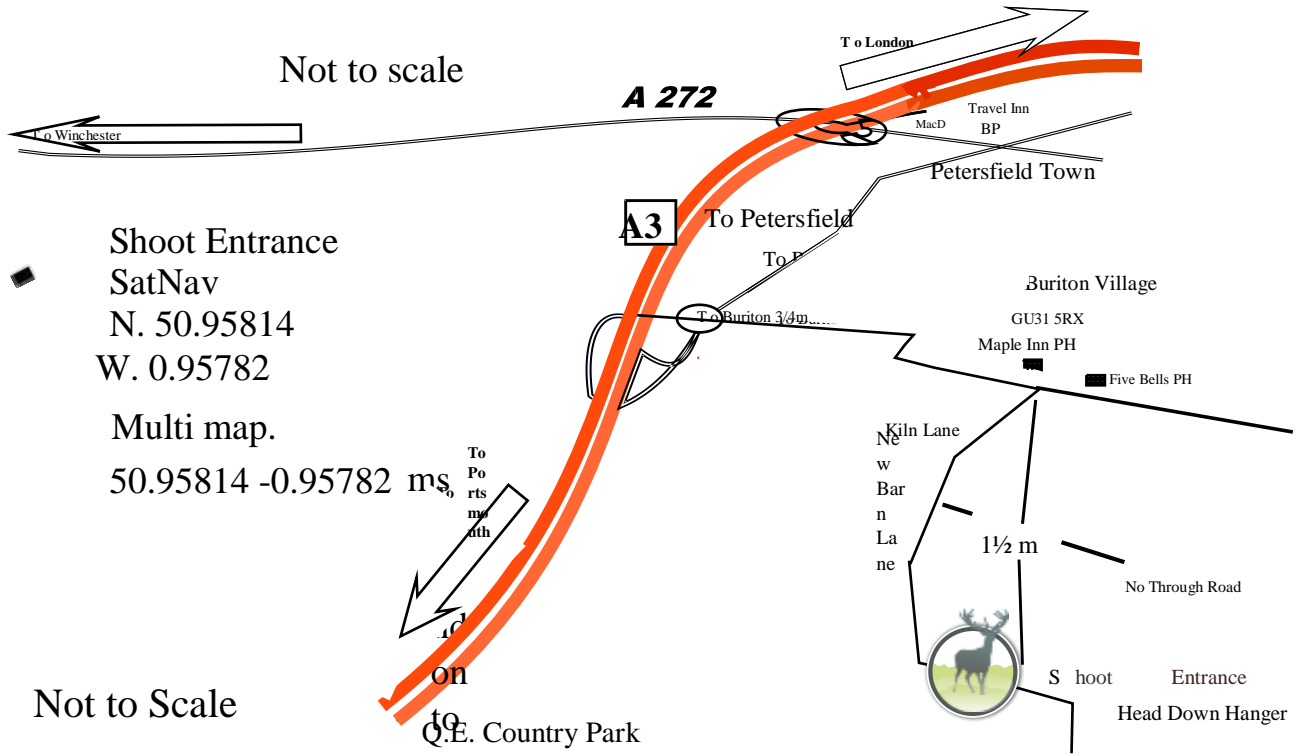 Not to scale
T o London
A 272
T o Winchester
MacD
Travel Inn
BP
Petersfield Town
A3
To Petersfield
To
Shoot Entrance
SatNav
N. 50.95814
W. 0.95782
Multi map.
50.95814 -0.95782 ms
T o Buriton 3/4m
Buriton Village
GU31 5RX
Maple Inn PH
Five Bells PH
Kiln Lane
Ne
w
Bar
n
La
ne
To
Po
rts
mo
uth
1½ m
No Through Road
S hoot Entrance
Head Down Hanger
on
to
Q.E. Country Park
Not to Scale